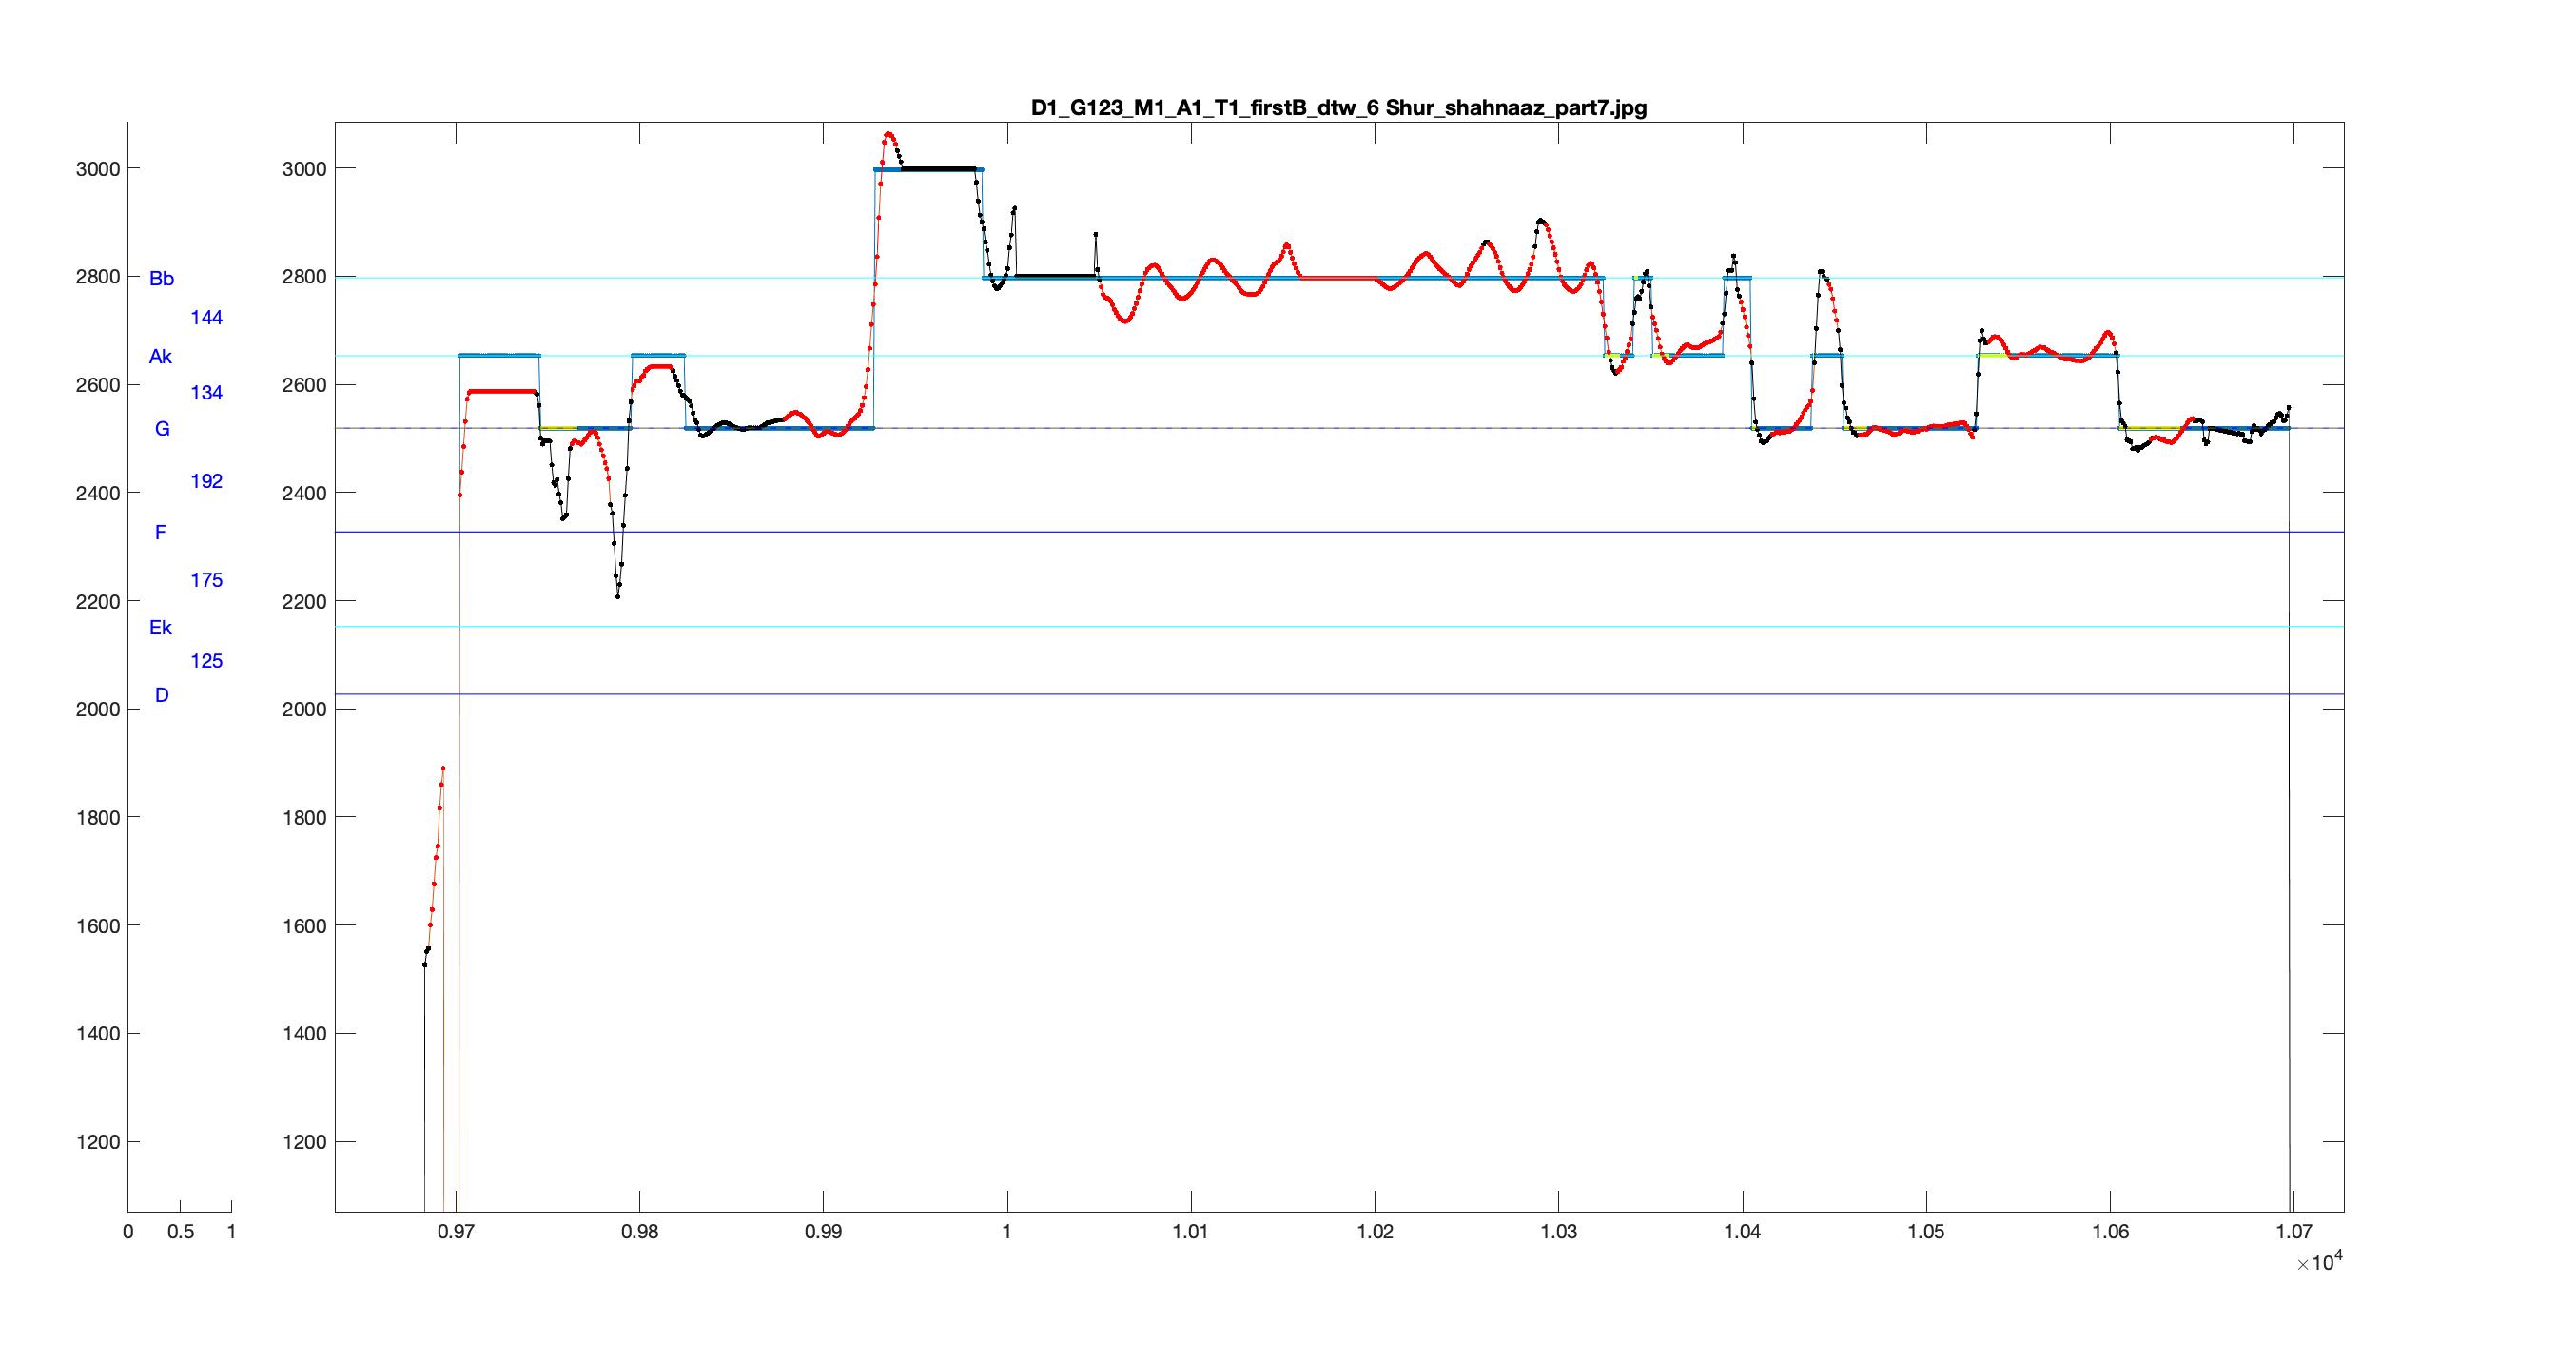 D1_G123_M1_A1_T1_firstB_dtw_6 Shur_shahnaaz_part7.jpg
3000 3000
2800 Bb 2800
144
Ak
2600 134 2600
G
2400 192 2400
F
2200 175 2200
Ek
125
D
2000 2000
1800 1800
1600 1600
1400 1400
1200 1200
0 0.5 1 0.97 0.98 0.99 1 1.01 1.02 1.03 1.04 1.05 1.06 1.07
×10⁴